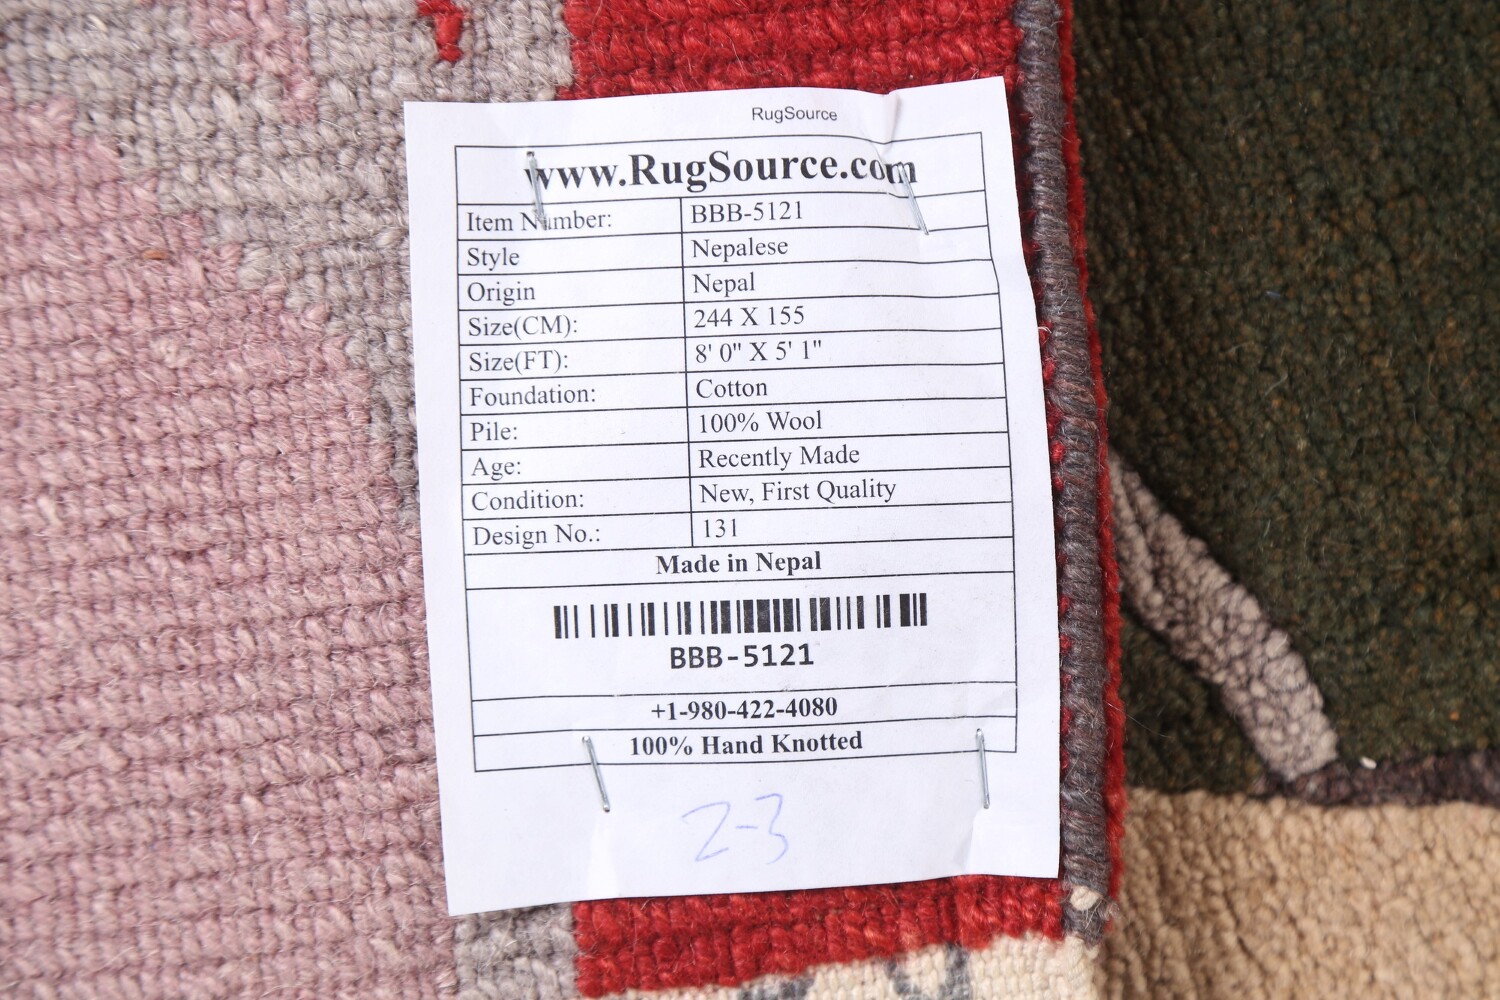 RugSource
www.RugSource.com
Item Number: BBB-5121
Style Nepalese
Origin Nepal
Size(CM): 244 X 155
Size(FT): 8' 0" X 5' 1"
Foundation: Cotton
Pile: 100% Wool
Age: Recently Made
Condition: New, First Quality
Design No.: 131
Made in Nepal
BBB-5121
+1-980-422-4080
100% Hand Knotted
2-3